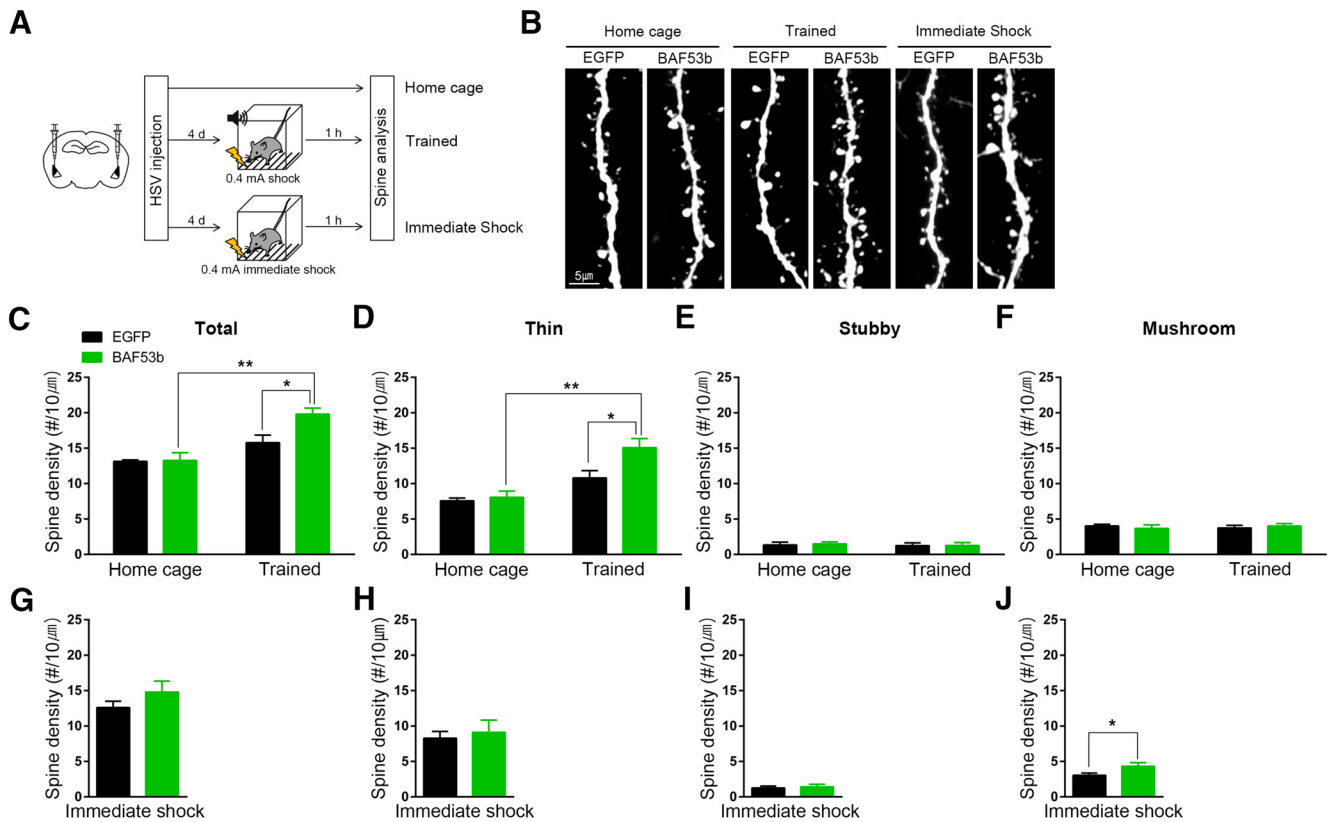 A
HSV injection
4 d
0.4 mA shock
1 h
4 d
0.4 mA immediate shock
1 h
Spine analysis
Home cage
Trained
Immediate Shock
B
Home cage Trained Immediate Shock
EGFP BAF53b EGFP BAF53b EGFP BAF53b
5㎛
C Total
EGFP
BAF53b
Spine density (#/10㎛)
25
20
15
10
5
0
** *
Home cage Trained
D Thin
Spine density (#/10㎛)
25
20
15
10
5
0
** *
Home cage Trained
E Stubby
Spine density (#/10㎛)
25
20
15
10
5
0
Home cage Trained
F Mushroom
Spine density (#/10㎛)
25
20
15
10
5
0
Home cage Trained
G
Spine density (#/10㎛)
25
20
15
10
5
0
Immediate shock
H
Spine density (#/10μm)
25
20
15
10
5
0
Immediate shock
I
Spine density (#/10㎛)
25
20
15
10
5
0
Immediate shock
J
Spine density (#/10㎛)
25
20
15
10
5
0
*
Immediate shock